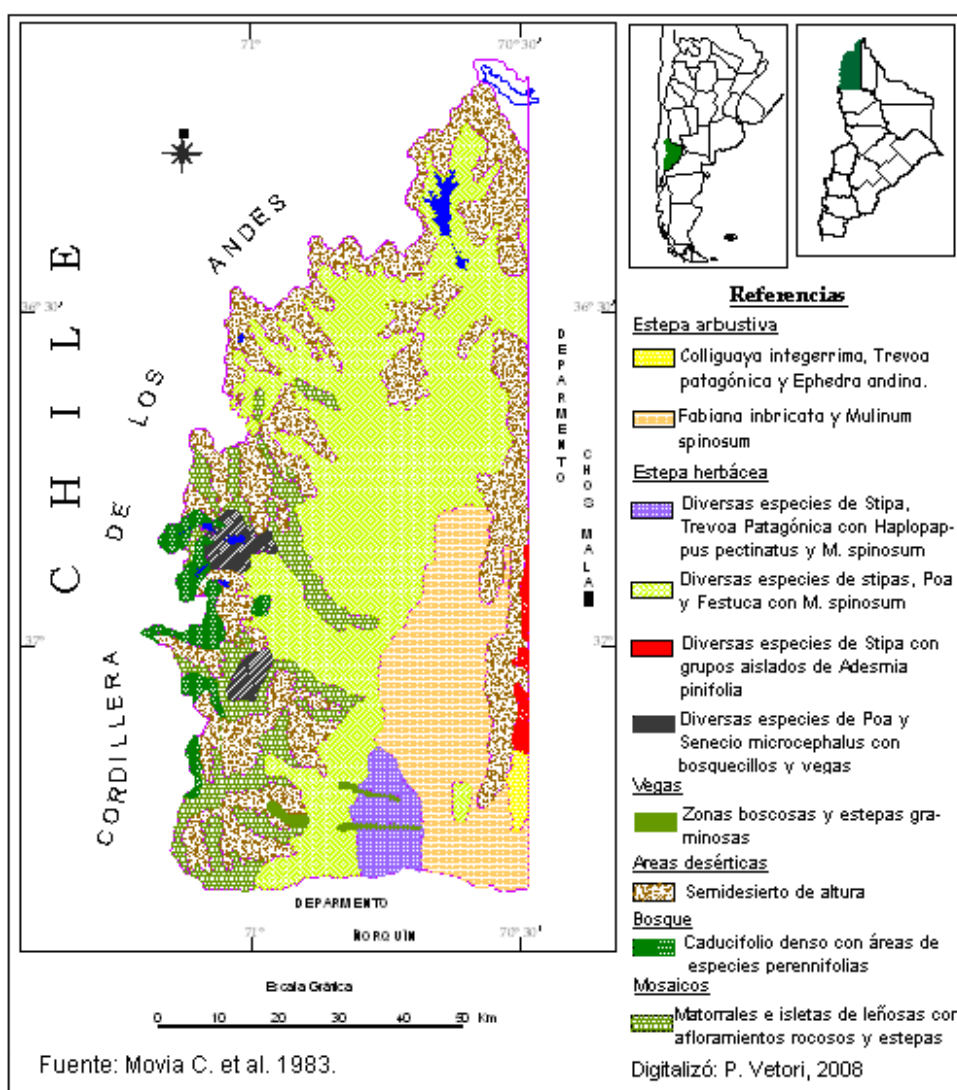 71°
70° 30'
ANDES
CHILE
36° 30'
36° 30'
LOS
DE
CORDILLERA
DEPARMENTO
CHOS MALA
37°
37°
DEPARMENTO
71°
ÑORQUÍN
70° 30'
Escala Gráfica
0 10 20 30 40 50 Km
Fuente: Movia C. et al. 1983.
Referencias
Estepa arbustiva
Colliguaya integerrima, Trevoa
patagónica y Ephedra andina.
Fabiana inbricata y Mulinum
spinosum
Estepa herbácea
Diversas especies de Stipa,
Trevoa Patagónica con Haplopap-
pus pectinatus y M. spinosum
Diversas especies de stipas, Poa
y Festuca con M. spinosum
Diversas especies de Stipa con
grupos aislados de Adesmia
pinifolia
Diversas especies de Poa y
Senecio microcephalus con
bosquecillos y vegas
Vegas
Zonas boscosas y estepas gra-
minosas
Areas desérticas
Semidesierto de altura
Bosque
Caducifolio denso con áreas de
especies perennifolias
Mosaicos
Matorrales e isletas de leñosas con
afloramientos rocosos y estepas
Digitalizó: P. Vetori, 2008